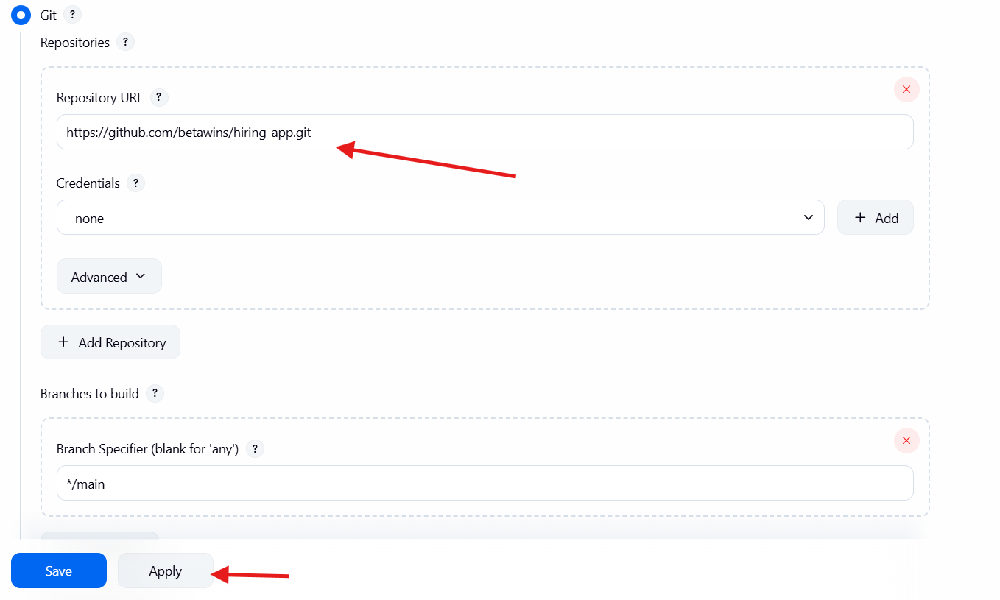 Git ?
Repositories ?
Repository URL ?
https://github.com/betawins/hiring-app.git
Credentials ?
- none -
+ Add
Advanced
+ Add Repository
Branches to build ?
Branch Specifier (blank for 'any') ?
*/main
Save
Apply